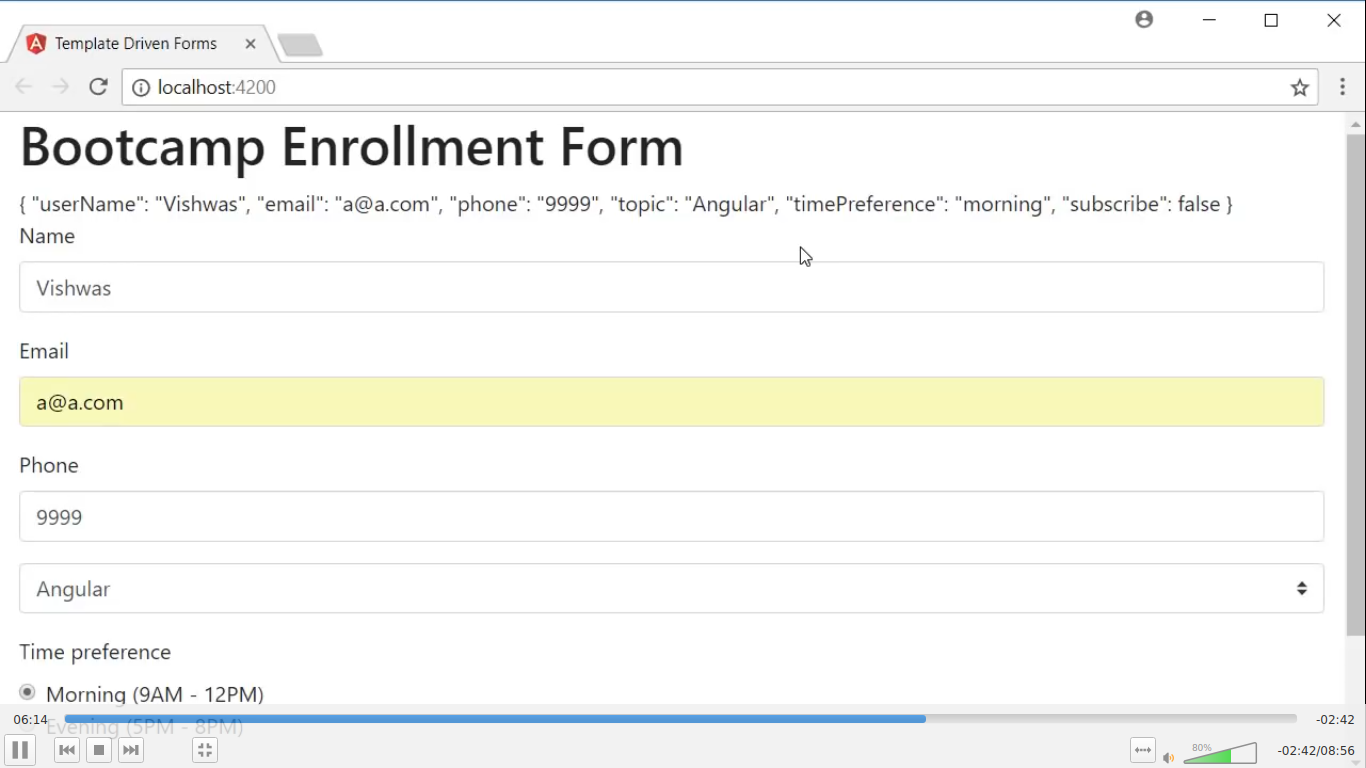 Template Driven Forms
localhost:4200
Bootcamp Enrollment Form
{ "userName": "Vishwas", "email": "a@a.com", "phone": "9999", "topic": "Angular", "timePreference": "morning", "subscribe": false }
Name
Vishwas
Email
a@a.com
Phone
9999
Angular
Time preference
Morning (9AM - 12PM)
Evening (5PM - 8PM)
06:14
-02:42
80%
-02:42/08:56